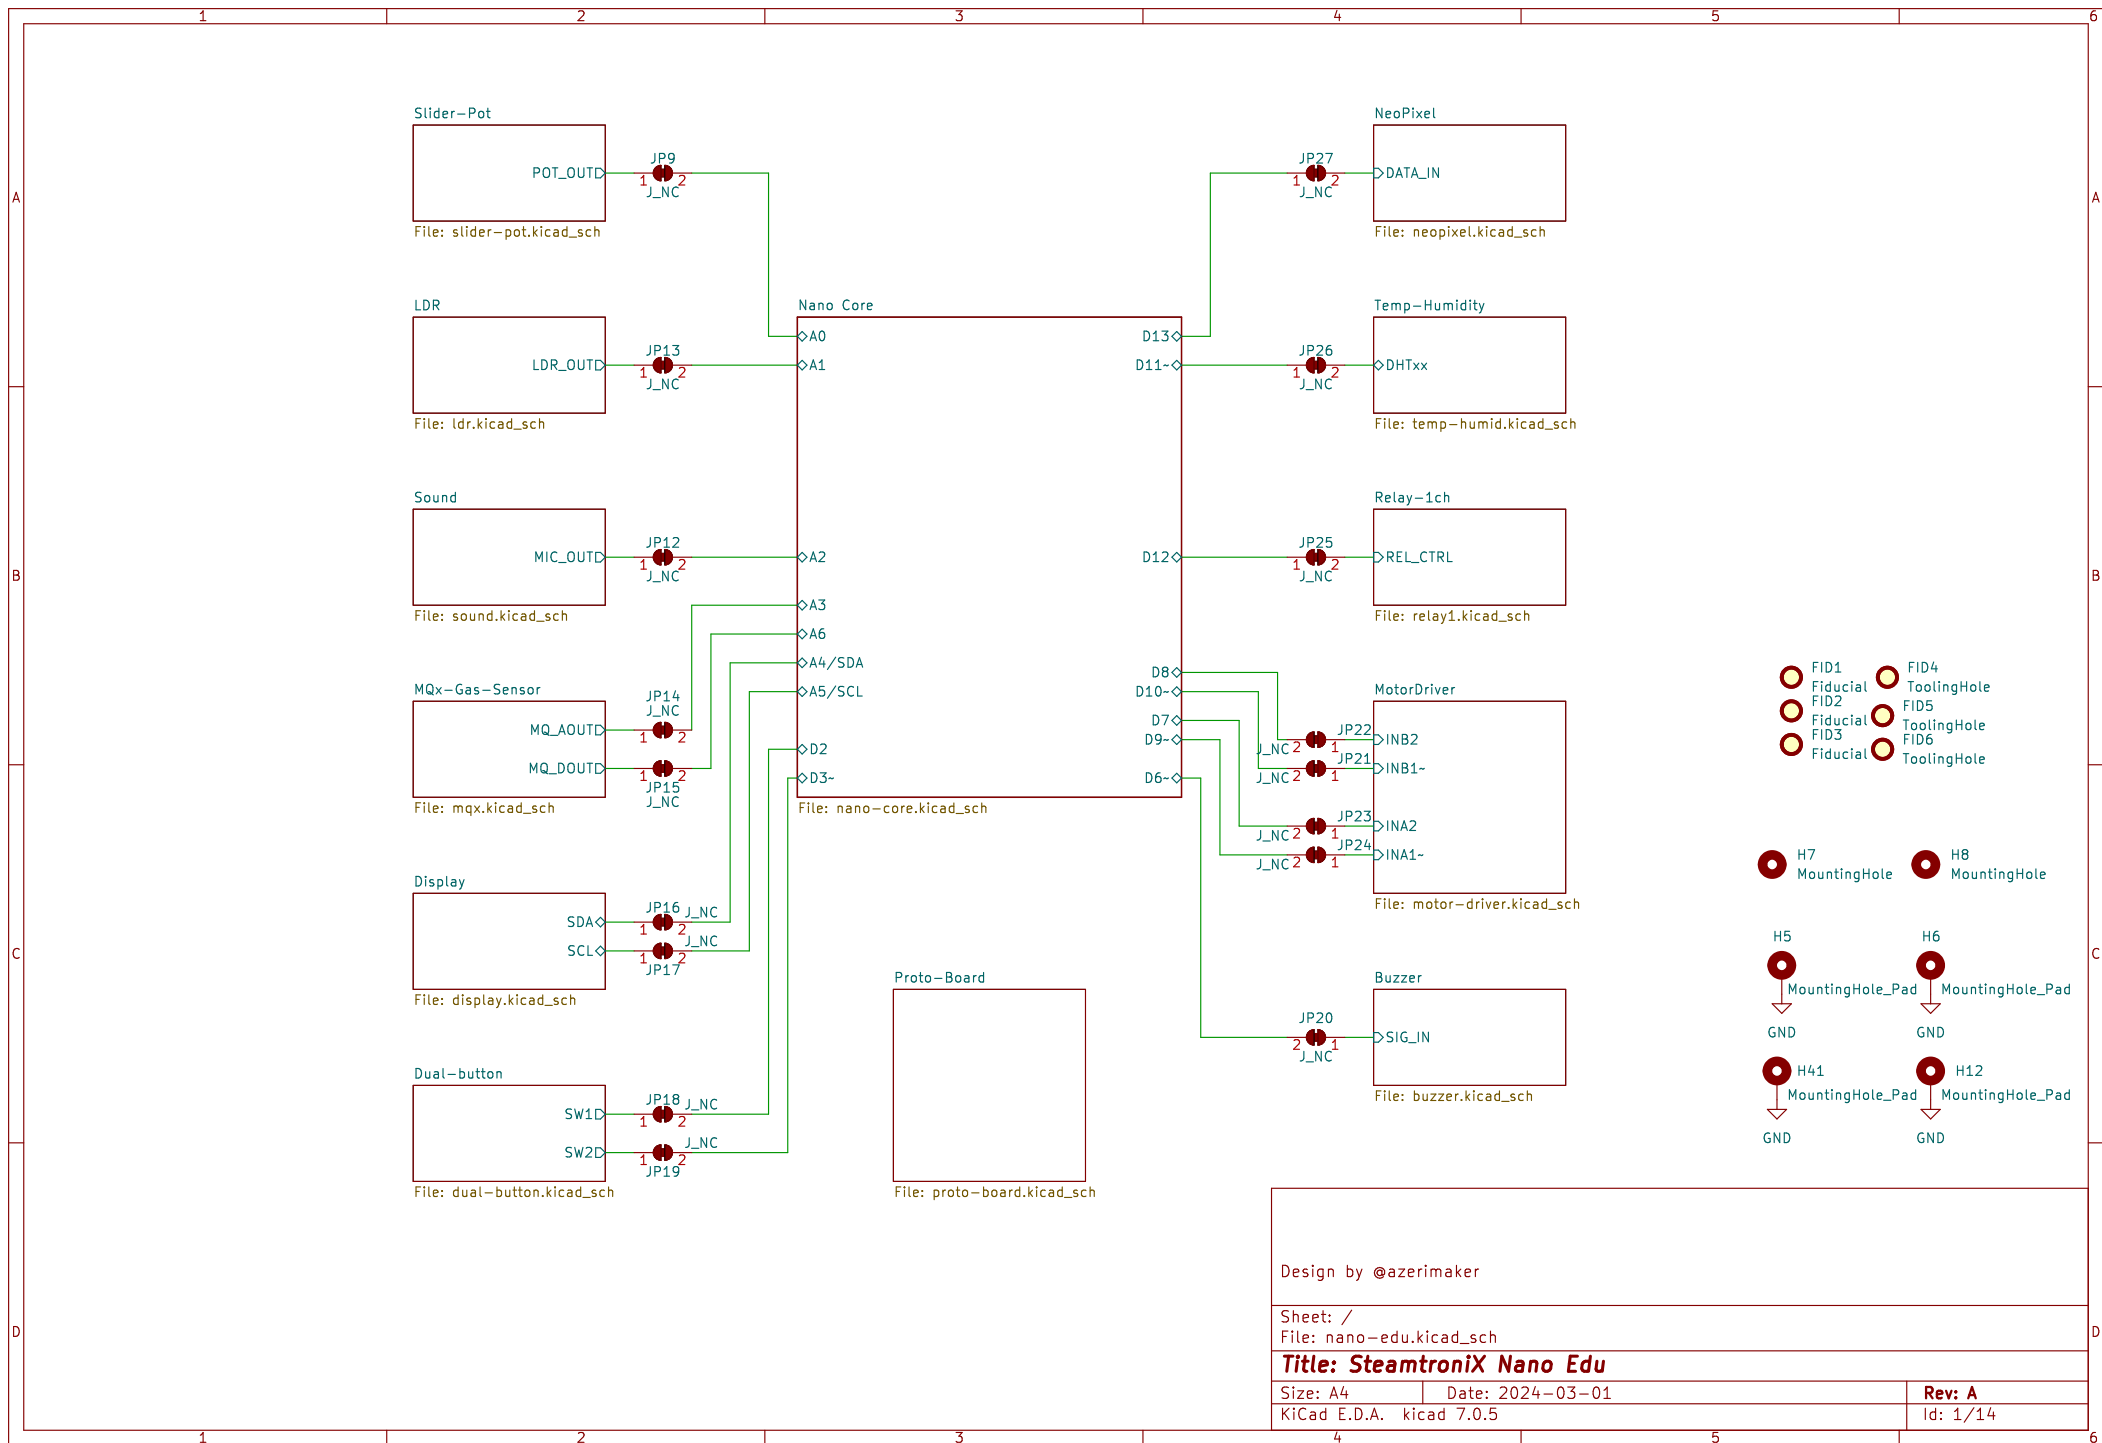 1 2 3 4 5 6
A A
B B
C C
D D
1 2 3 4 5 6
Slider-Pot
POT_OUT
File: slider-pot.kicad_sch
JP9
1 2
J_NC
LDR
LDR_OUT
File: ldr.kicad_sch
JP13
1 2
J_NC
Sound
MIC_OUT
File: sound.kicad_sch
JP12
1 2
J_NC
MQx-Gas-Sensor
MQ_AOUT
MQ_DOUT
File: mqx.kicad_sch
JP14
J_NC
1 2
1 2
JP15
J_NC
Display
SDA
SCL
File: display.kicad_sch
JP16 J_NC
1 2
J_NC
1 2
JP17
Dual-button
SW1
SW2
File: dual-button.kicad_sch
JP18 J_NC
1 2
J_NC
1 2
JP19
Nano Core
A0
A1
A2
A3
A6
A4/SDA
A5/SCL
D2
D3~
D13
D11~
D12
D8
D10~
D7
D9~
D6~
File: nano-core.kicad_sch
Proto-Board
File: proto-board.kicad_sch
NeoPixel
DATA_IN
File: neopixel.kicad_sch
JP27
1 2
J_NC
Temp-Humidity
DHTxx
File: temp-humid.kicad_sch
JP26
1 2
J_NC
Relay-1ch
REL_CTRL
File: relay1.kicad_sch
JP25
1 2
J_NC
MotorDriver
INB2
INB1~
INA2
INA1~
File: motor-driver.kicad_sch
JP22
J_NC 2 1
JP21
J_NC 2 1
JP23
J_NC 2 1
JP24
J_NC 2 1
Buzzer
SIG_IN
File: buzzer.kicad_sch
JP20
2 1
J_NC
FID1
Fiducial
FID2
Fiducial
FID3
Fiducial
FID4
ToolingHole
FID5
ToolingHole
FID6
ToolingHole
H7
MountingHole
H8
MountingHole
H5
MountingHole_Pad
GND
H6
MountingHole_Pad
GND
H41
MountingHole_Pad
GND
H12
MountingHole_Pad
GND
Design by @azerimaker
Sheet: /
File: nano-edu.kicad_sch
Title: SteamtroniX Nano Edu
Size: A4 Date: 2024-03-01 Rev: A
KiCad E.D.A. kicad 7.0.5 Id: 1/14